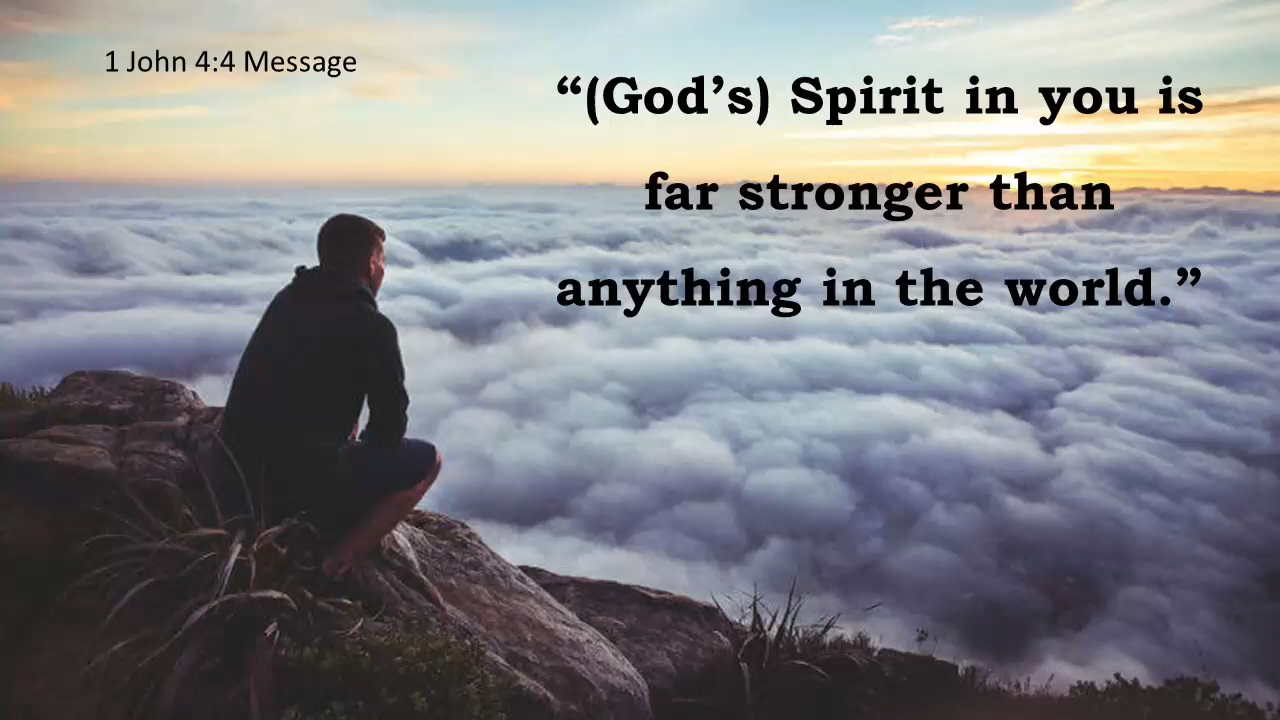 1 John 4:4 Message
“(God’s) Spirit in you is
far stronger than
anything in the world.”